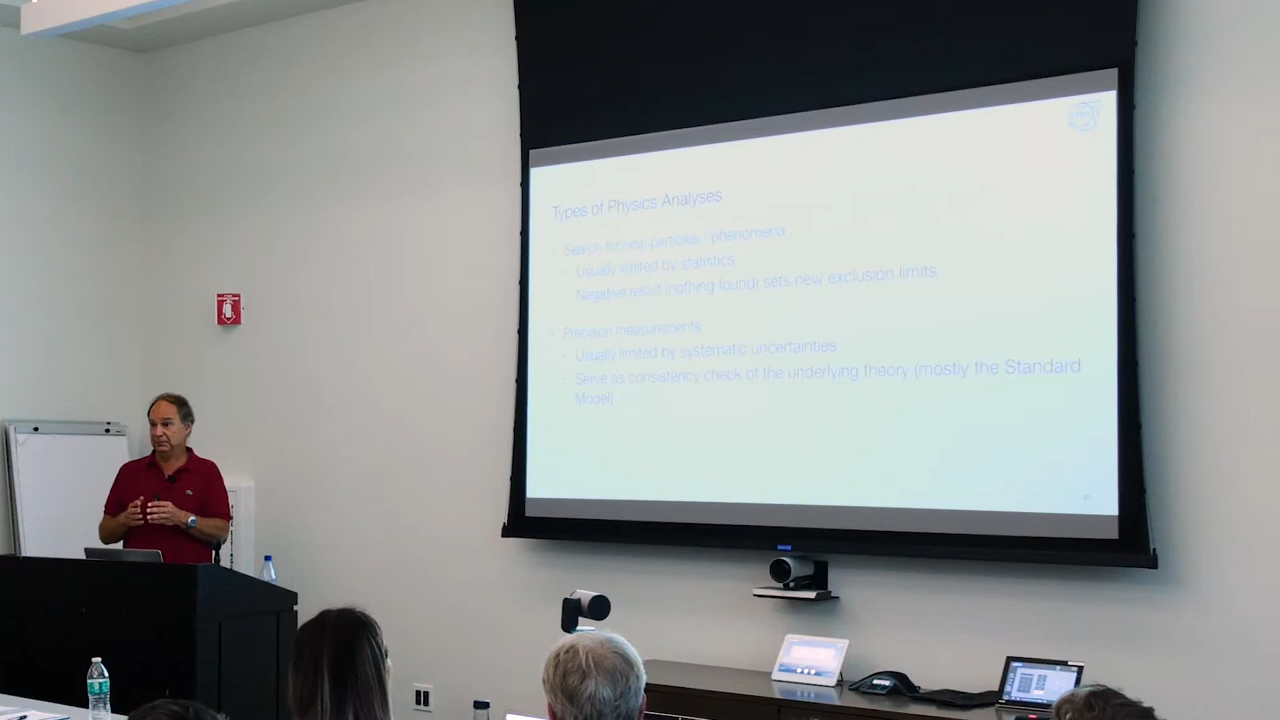 Types of Physics Analyses
- Search for new particles / phenomena
Usually limited by statistics
Negative result (nothing found) sets new exclusion limits
- Precision measurements
- Usually limited by systematic uncertainties
- Serve as consistency check of the underlying theory (mostly the Standard
Model)